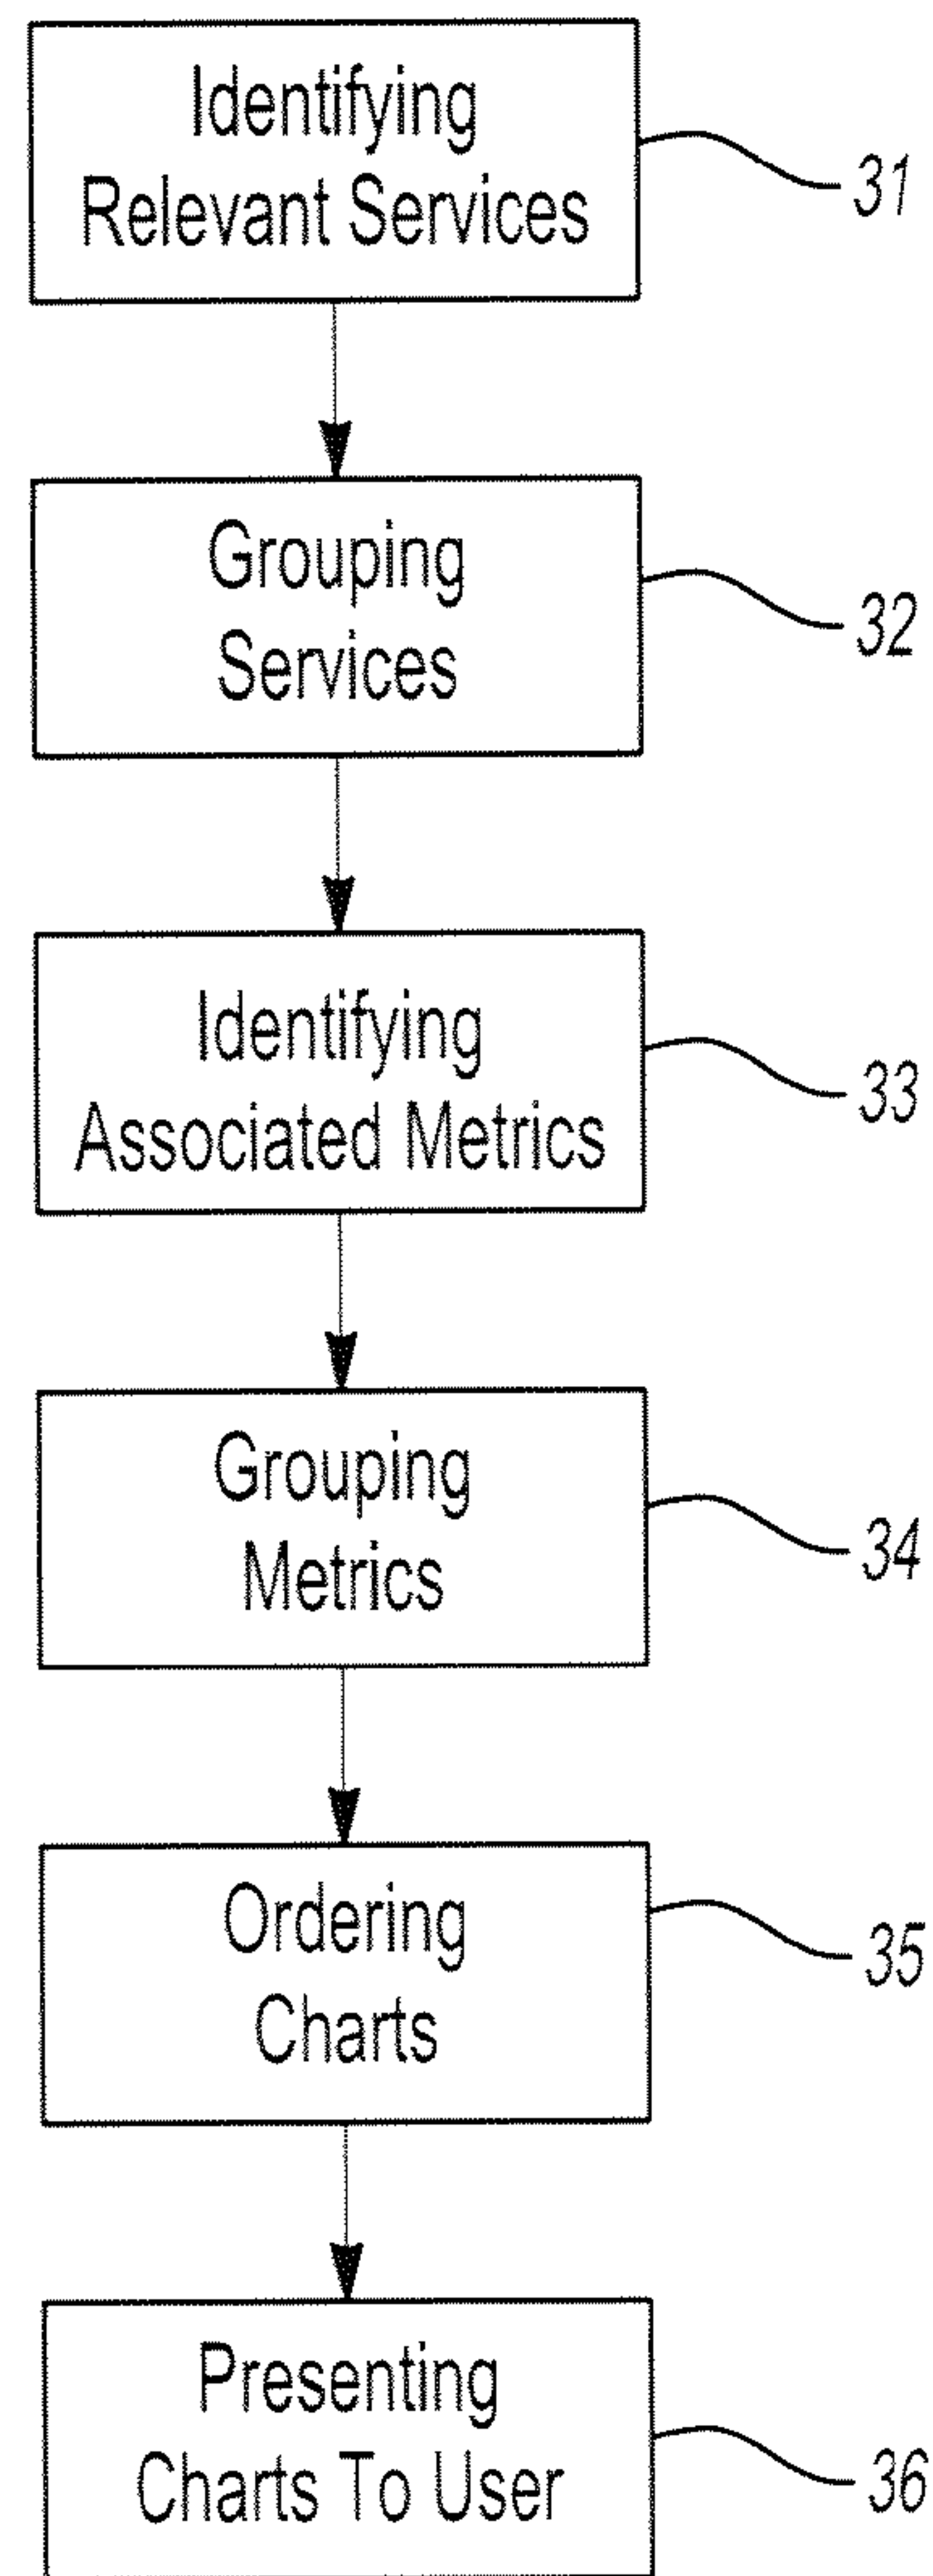 Identifying
Relevant Services
31
Grouping
Services
32
Identifying
Associated Metrics
33
Grouping
Metrics
34
Ordering
Charts
35
Presenting
Charts To User
36